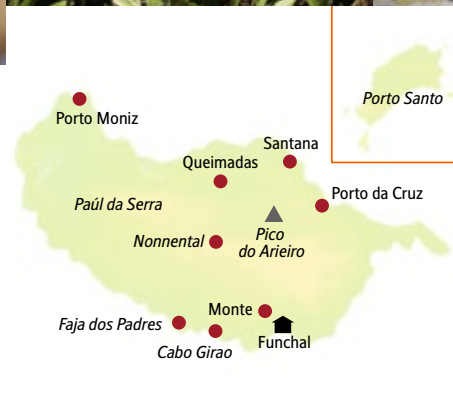 Porto Santo
Porto Moniz
Santana
Queimadas
Porto da Cruz
Paúl da Serra
Pico
do Arieiro
Nonnental
Monte
Faja dos Padres
Funchal
Cabo Girao